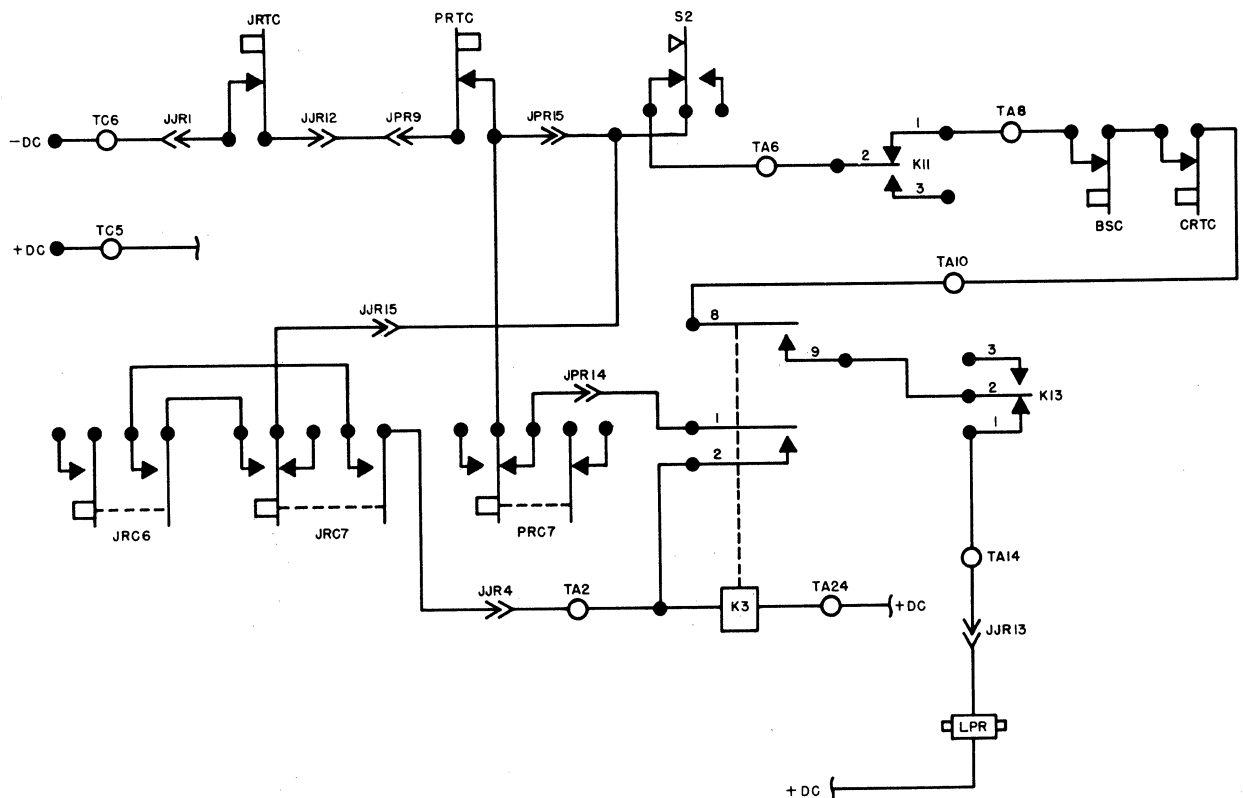 JRTC
PRTC
S2
TC6
JJR1
JJR12
JPR9
JPR15
-DC
TA6
1
2
3
K11
TA8
BSC
CRTC
TC5
+DC
TA10
JJR15
8
9
3
2
1
K13
JPR14
1
2
JRC6
JRC7
PRC7
JJR4
TA2
K3
TA24
+DC
TA14
JJR13
LPR
+DC